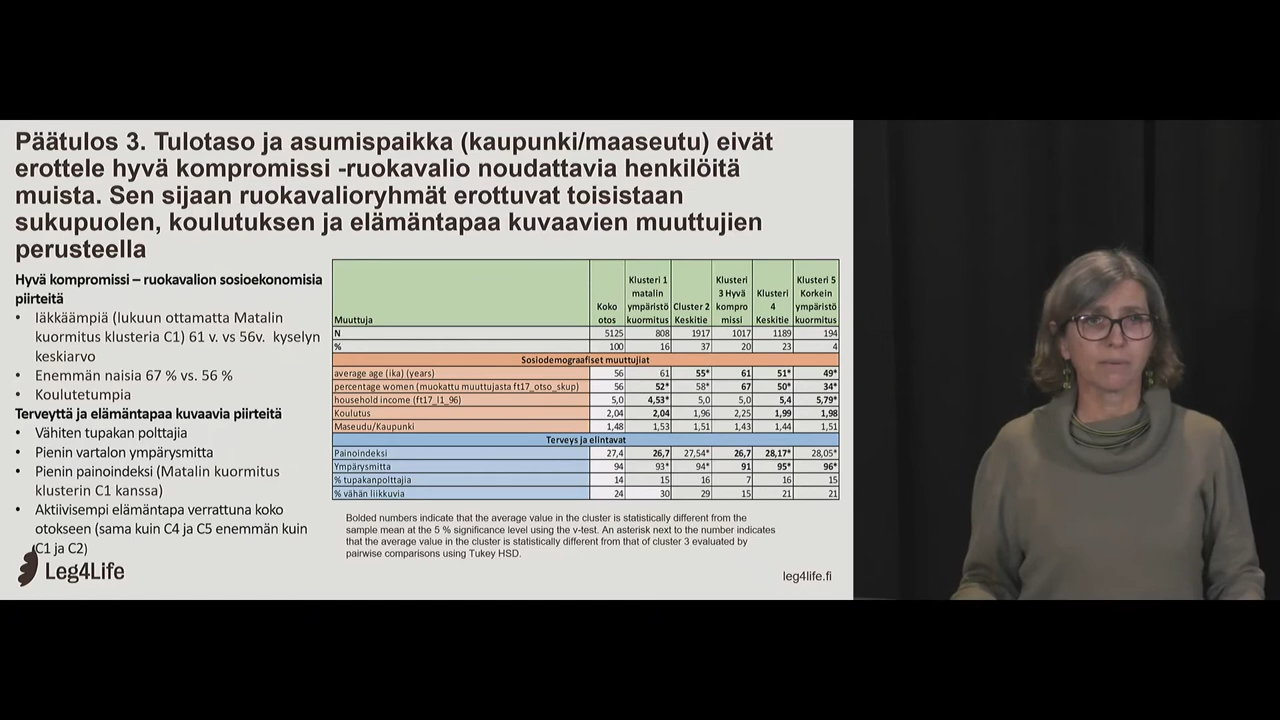 Päätulos 3. Tulotaso ja asumispaikka (kaupunki/maaseutu) eivät
erottele hyvä kompromissi -ruokavalio noudattavia henkilöitä
muista. Sen sijaan ruokavalioryhmät erottuvat toisistaan
sukupuolen, koulutuksen ja elämäntapaa kuvaavien muuttujien
perusteella
Hyvä kompromissi – ruokavalion sosioekonomisia
piirteitä
• Iäkkäämpiä (lukuun ottamatta Matalin
kuormitus klusteria C1) 61 v. vs 56v. kyselyn
keskiarvo
• Enemmän naisia 67 % vs. 56 %
• Koulutetumpia
Terveyttä ja elämäntapaa kuvaavia piirteitä
• Vähiten tupakan polttajia
• Pienin vartalon ympärysmitta
• Pienin painoindeksi (Matalin kuormitus
klusterin C1 kanssa)
• Aktiivisempi elämäntapa verrattuna koko
otokseen (sama kuin C4 ja C5 enemmän kuin
C1 ja C2)
Leg4Life
Klusteri 1 Klusteri Klusteri 5
matalin 3 Hyvä Korkein
Koko ympäristö Cluster 2 kompro Klusteri 4 ympäristö
Muuttuja otos kuormitus Keskitie missi Keskitie kuormitus
N 5125 808 1917 1017 1189 194
% 100 16 37 20 23 4
Sosiodemograafiset muuttujiat
average age (ika) (years) 56 61 55* 61 51* 49*
percentage women (muokattu muuttujasta ft17_otso_skup) 56 52* 58* 67 50* 34*
household income (ft17_l1_96) 5,0 4,53* 5,0 5,0 5,4 5,79*
Koulutus 2,04 2,04 1,96 2,25 1,99 1,98
Maseudu/Kaupunki 1,48 1,53 1,51 1,43 1,44 1,51
Terveys ja elintavat
Painoindeksi 27,4 26,7 27,54* 26,7 28,17* 28,05*
Ympärysmitta 94 93* 94* 91 95* 96*
% tupakanpolttajia 14 15 16 7 16 15
% vähän liikkuvia 24 30 29 15 21 21
Bolded numbers indicate that the average value in the cluster is statistically different from the
sample mean at the 5 % significance level using the v-test. An asterisk next to the number indicates
that the average value in the cluster is statistically different from that of cluster 3 evaluated by
pairwise comparisons using Tukey HSD.
leg4life.fi